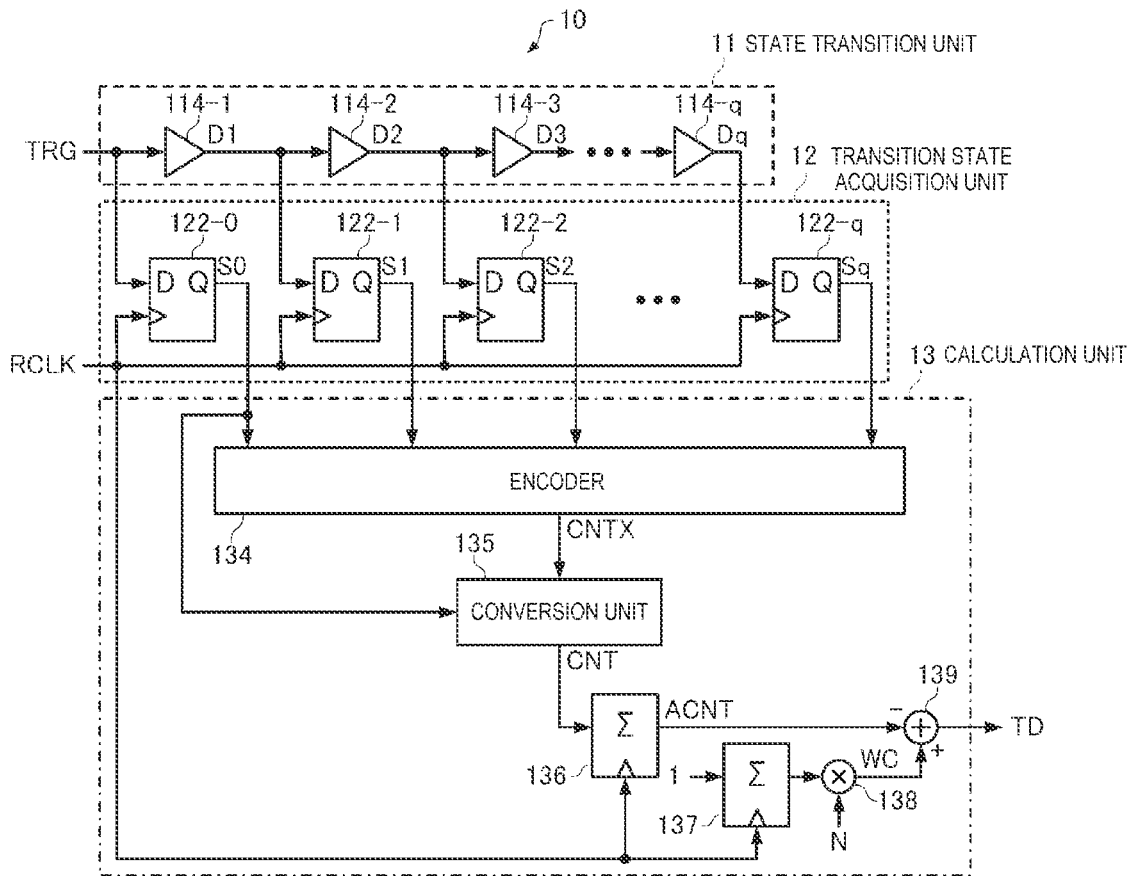 10
11 STATE TRANSITION UNIT
114-1 114-2 114-3 114-q
TRG D1 D2 D3 Dq
12 TRANSITION STATE
ACQUISITION UNIT
122-0 122-1 122-2 122-q
S0 S1 S2 Sq
D Q D Q D Q D Q
RCLK
13 CALCULATION UNIT
ENCODER
134
CNTX
135
CONVERSION UNIT
CNT
139
Σ
ACNT
−
+
TD
136
1
Σ
WC
+
×
138
137
N